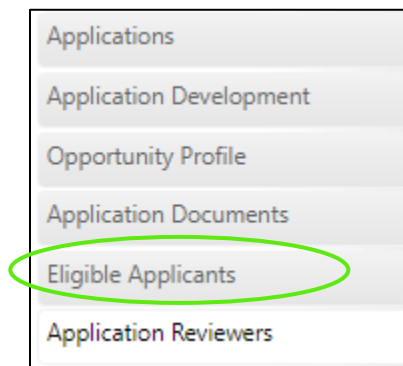 Applications
Application Development
Opportunity Profile
Application Documents
Eligible Applicants
Application Reviewers